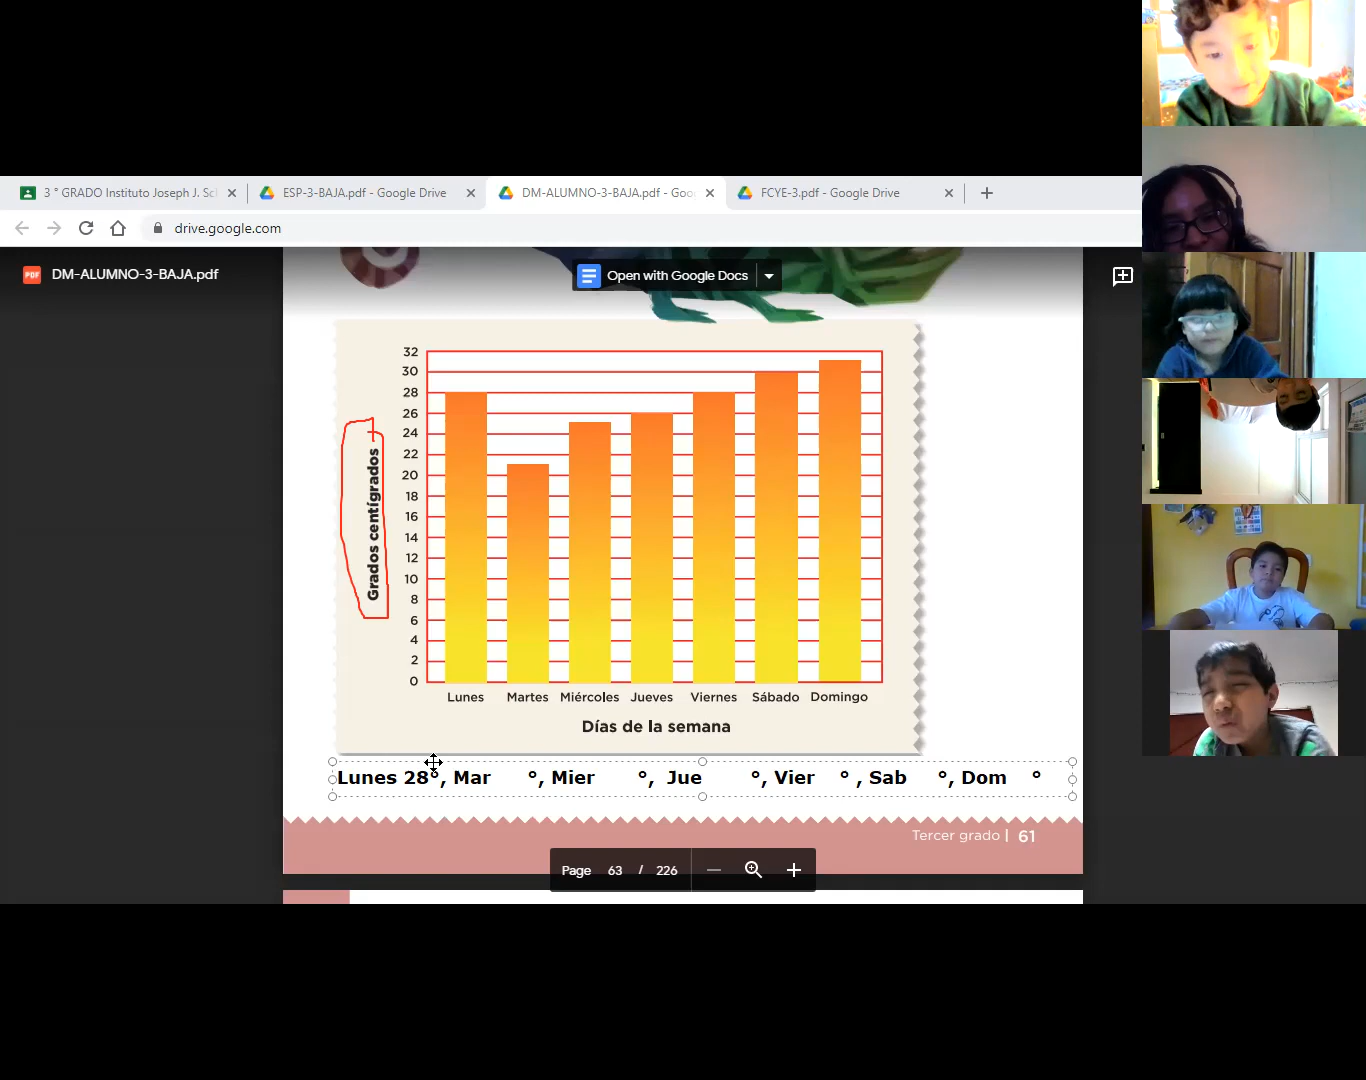 3 ° GRADO Instituto Joseph J. Sc
ESP-3-BAJA.pdf - Google Drive
DM-ALUMNO-3-BAJA.pdf - Goo
FCYE-3.pdf - Google Drive
drive.google.com
PDF
DM-ALUMNO-3-BAJA.pdf
Open with Google Docs
32
30
28
26
24
22
20
18
16
14
12
10
8
6
4
2
0
Grados centígrados
Lunes Martes Miércoles Jueves Viernes Sábado Domingo
Días de la semana
Lunes 28°, Mar °, Mier °, Jue °, Vier ° , Sab °, Dom °
Tercer grado | 61
Page 63 / 226